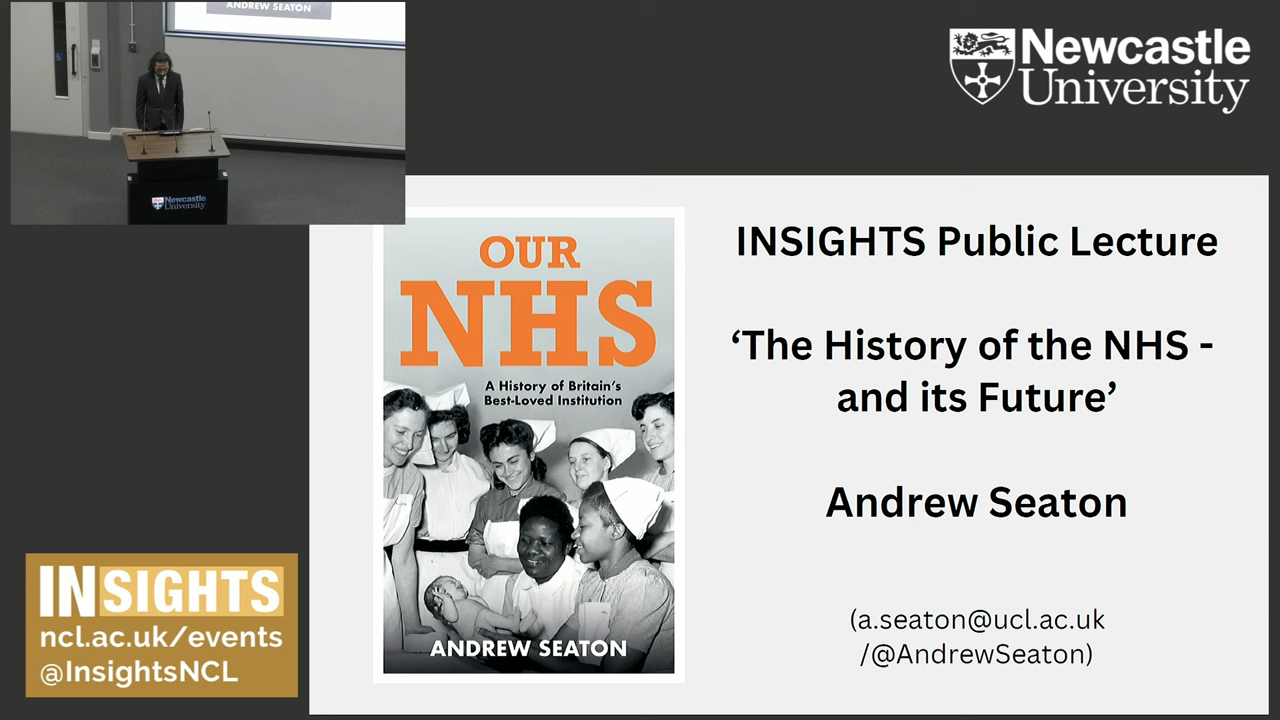 ANDREW SEATON
Newcastle
University
Newcastle
University
OUR
NHS
A History of Britain's
Best-Loved Institution
ANDREW SEATON
INSIGHTS Public Lecture
‘The History of the NHS -
and its Future’
Andrew Seaton
(a.seaton@ucl.ac.uk
/@AndrewSeaton)
INSIGHTS
ncl.ac.uk/events
@InsightsNCL